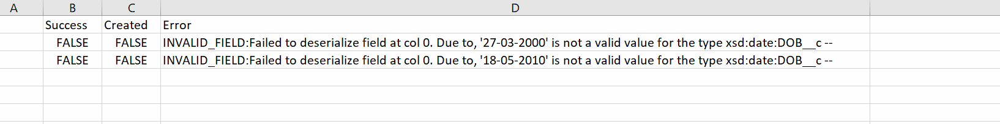 A B C D
Success Created Error
FALSE FALSE INVALID_FIELD:Failed to deserialize field at col 0. Due to, '27-03-2000' is not a valid value for the type xsd:date:DOB__c --
FALSE FALSE INVALID_FIELD:Failed to deserialize field at col 0. Due to, '18-05-2010' is not a valid value for the type xsd:date:DOB__c --